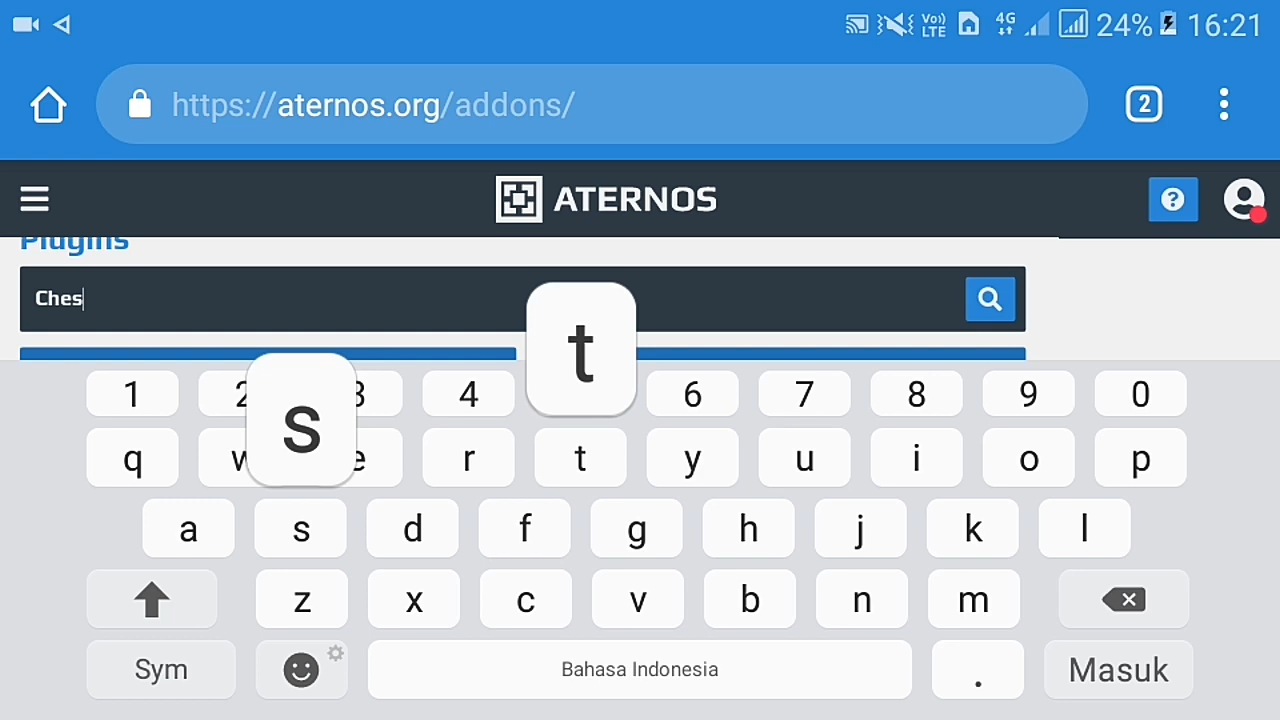 Vo))
LTE
4G
24%
16:21
https://aternos.org/addons/
2
ATERNOS
?
Plugins
Ches
t
s
1 2 3 4 6 7 8 9 0
q w e r t y u i o p
a s d f g h j k l
z x c v b n m
Sym
Bahasa Indonesia
.
Masuk